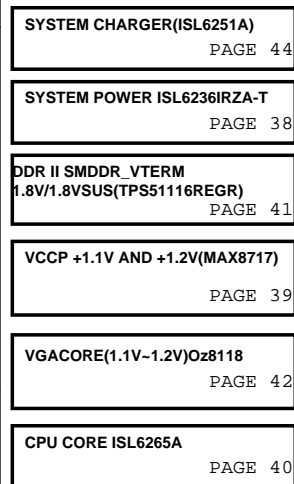 SYSTEM CHARGER(ISL6251A)
PAGE 44
SYSTEM POWER ISL6236IRZA-T
PAGE 38
DDR II SMDDR_VTERM
1.8V/1.8VSUS(TPS51116REGR)
PAGE 41
VCCP +1.1V AND +1.2V(MAX8717)
PAGE 39
VGACORE(1.1V~1.2V)Oz8118
PAGE 42
CPU CORE ISL6265A
PAGE 40